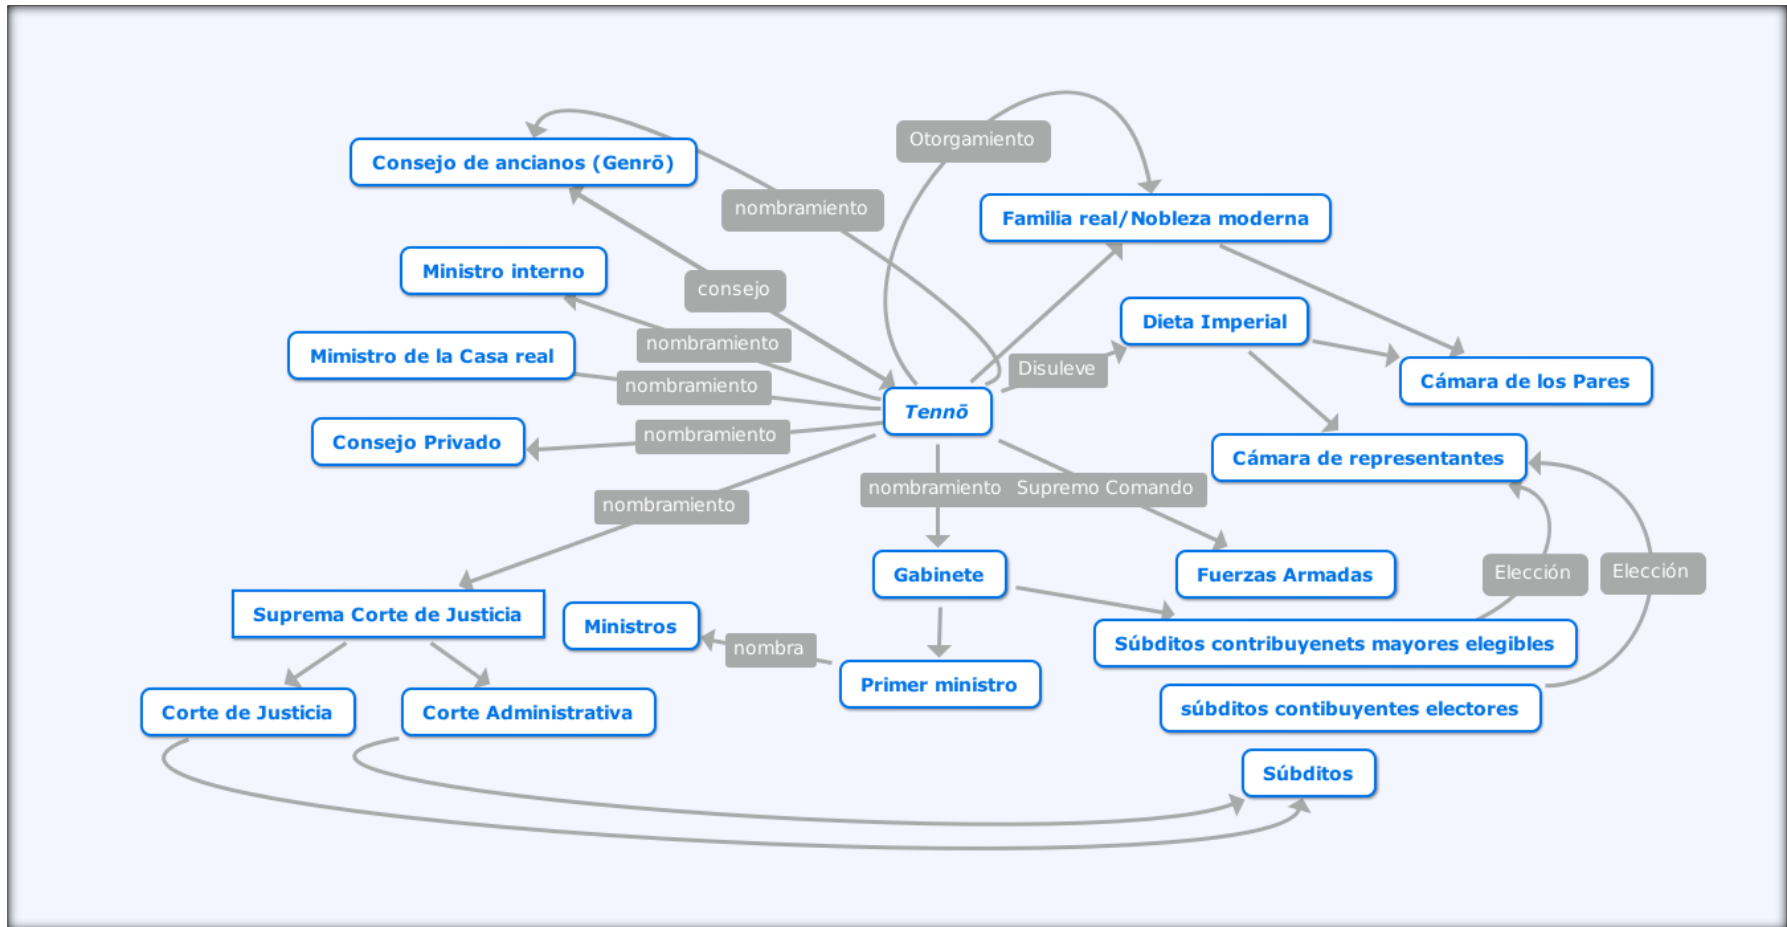 Otorgamiento
Consejo de ancianos (Genrō)
nombramiento
Familia real/Nobleza moderna
Ministro interno
consejo
Dieta Imperial
nombramiento
Mimistro de la Casa real
Disuleve
nombramiento
Cámara de los Pares
Tennō
nombramiento
Consejo Privado
Cámara de representantes
nombramiento
Supremo Comando
nombramiento
Gabinete
Fuerzas Armadas
Elección
Elección
Suprema Corte de Justicia
Ministros
nombra
Súbditos contribuyenets mayores elegibles
Primer ministro
súbditos contibuyentes electores
Corte de Justicia
Corte Administrativa
Súbditos